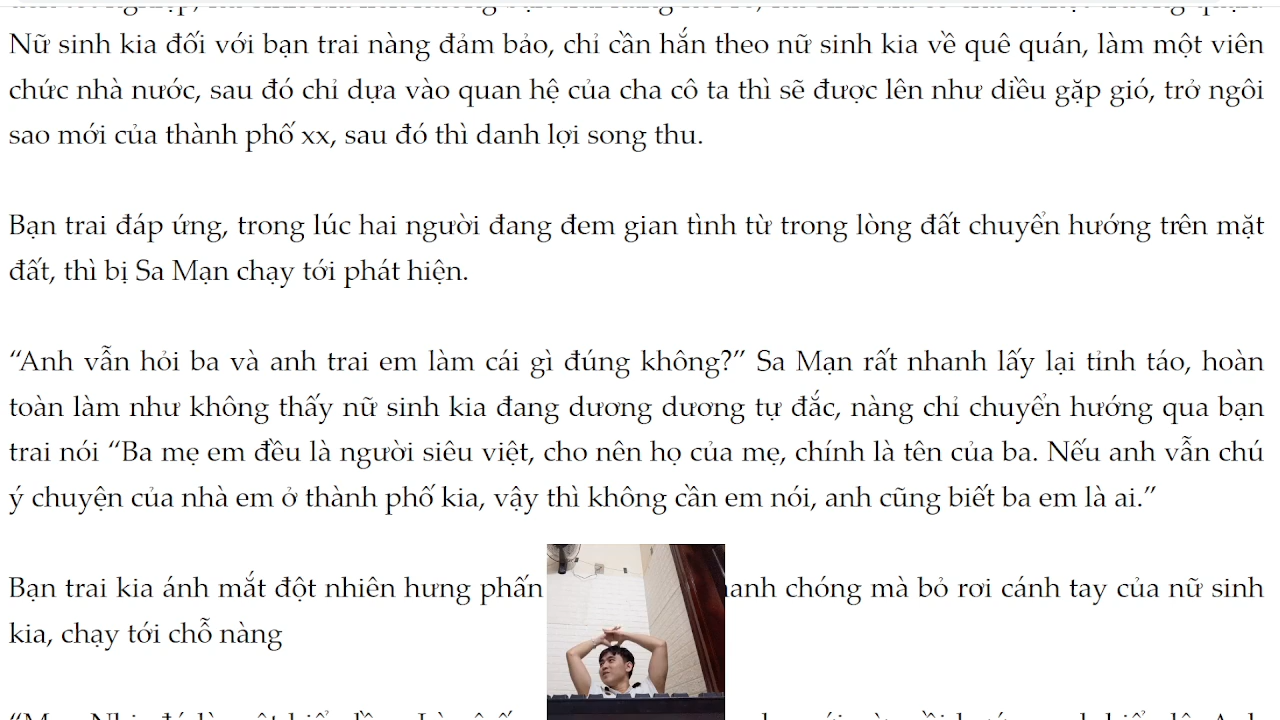 Nữ sinh kia đối với bạn trai nàng đảm bảo, chỉ cần hắn theo nữ sinh kia về quê quán, làm một viên
chức nhà nước, sau đó chỉ dựa vào quan hệ của cha cô ta thì sẽ được lên như diều gặp gió, trở ngôi
sao mới của thành phố xx, sau đó thì danh lợi song thu.
Bạn trai đáp ứng, trong lúc hai người đang đem gian tình từ trong lòng đất chuyển hướng trên mặt
đất, thì bị Sa Mạn chạy tới phát hiện.
“Anh vẫn hỏi ba và anh trai em làm cái gì đúng không?” Sa Mạn rất nhanh lấy lại tỉnh táo, hoàn
toàn làm như không thấy nữ sinh kia đang dương dương tự đắc, nàng chỉ chuyển hướng qua bạn
trai nói “Ba mẹ em đều là người siêu việt, cho nên họ của mẹ, chính là tên của ba. Nếu anh vẫn chú
ý chuyện của nhà em ở thành phố kia, vậy thì không cần em nói, anh cũng biết ba em là ai.”
Bạn trai kia ánh mắt đột nhiên hưng phấn chóng mà bỏ rơi cánh tay của nữ sinh
kia, chạy tới chỗ nàng